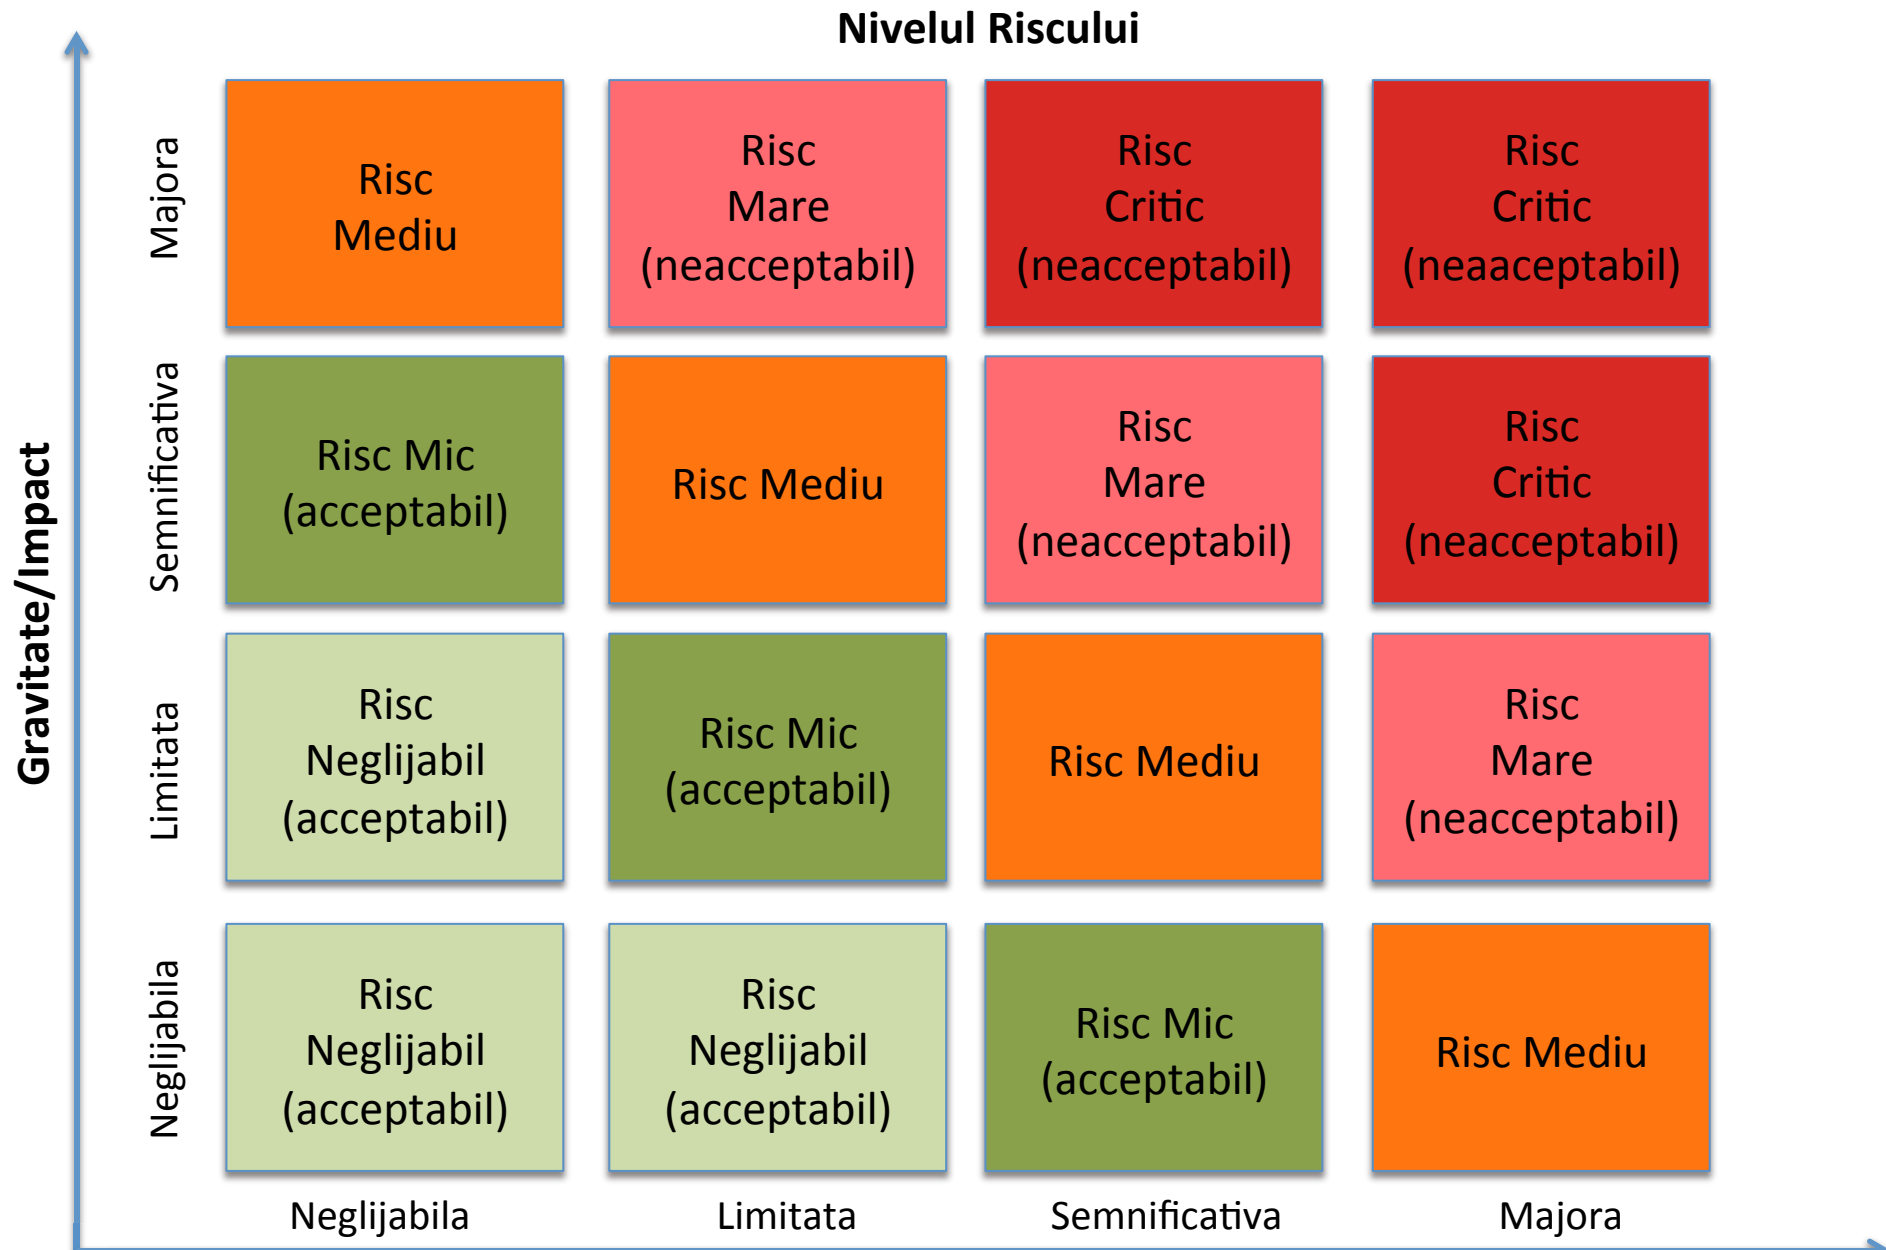 Nivelul Riscului
Gravitate/Impact
Majora
Risc
Mediu
Risc
Mare
(neacceptabil)
Risc
Critic
(neacceptabil)
Risc
Critic
(neaaceptabil)
Semnificativa
Risc Mic
(acceptabil)
Risc Mediu
Risc
Mare
(neacceptabil)
Risc
Critic
(neacceptabil)
Limitata
Risc
Neglijabil
(acceptabil)
Risc Mic
(acceptabil)
Risc Mediu
Risc
Mare
(neacceptabil)
Neglijabila
Risc
Neglijabil
(acceptabil)
Risc
Neglijabil
(acceptabil)
Risc Mic
(acceptabil)
Risc Mediu
Neglijabila
Limitata
Semnificativa
Majora